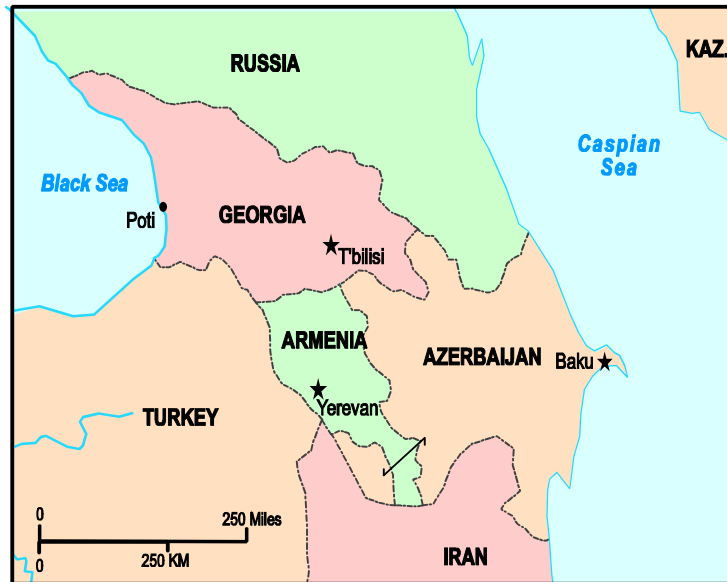 RUSSIA
KAZ.
Caspian
Sea
Black Sea
Poti
GEORGIA
T'bilisi
ARMENIA
AZERBAIJAN
Baku
Yerevan
TURKEY
0
250 Miles
0
250 KM
IRAN